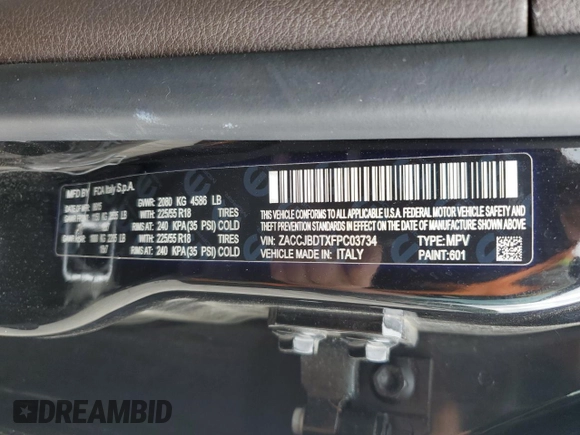 MFD BY FCA Italy S.p.A.
GVWR: 2080 KG 4586 LB
WITH: 225/55 R18 TIRES
AT: 240 KPA(35 PSI) COLD
WITH: 225/55 R18 TIRES
AT: 240 KPA(35 PSI) COLD
THIS VEHICLE CONFORMS TO ALL APPLICABLE U.S.A. FEDERAL MOTOR VEHICLE SAFETY, BUMPER, AND
THEFT PREVENTION STANDARDS IN EFFECT ON THE DATE OF MANUFACTURE SHOWN ABOVE.
VIN: ZACCJBDTXFPC03734 TYPE: MPV
VEHICLE MADE IN: ITALY PAINT: 601
DREAMBID